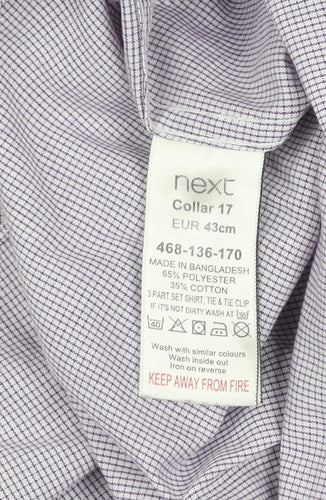 next
Collar 17
EUR 43cm
468-136-170
MADE IN BANGLADESH
65% POLYESTER
35% COTTON
3 PART SET SHIRT, TIE & TIE CLIP
IF IT'S NOT DIRTY WASH AT 30
40
Wash with similar colours
Wash inside out
Iron on reverse
KEEP AWAY FROM FIRE